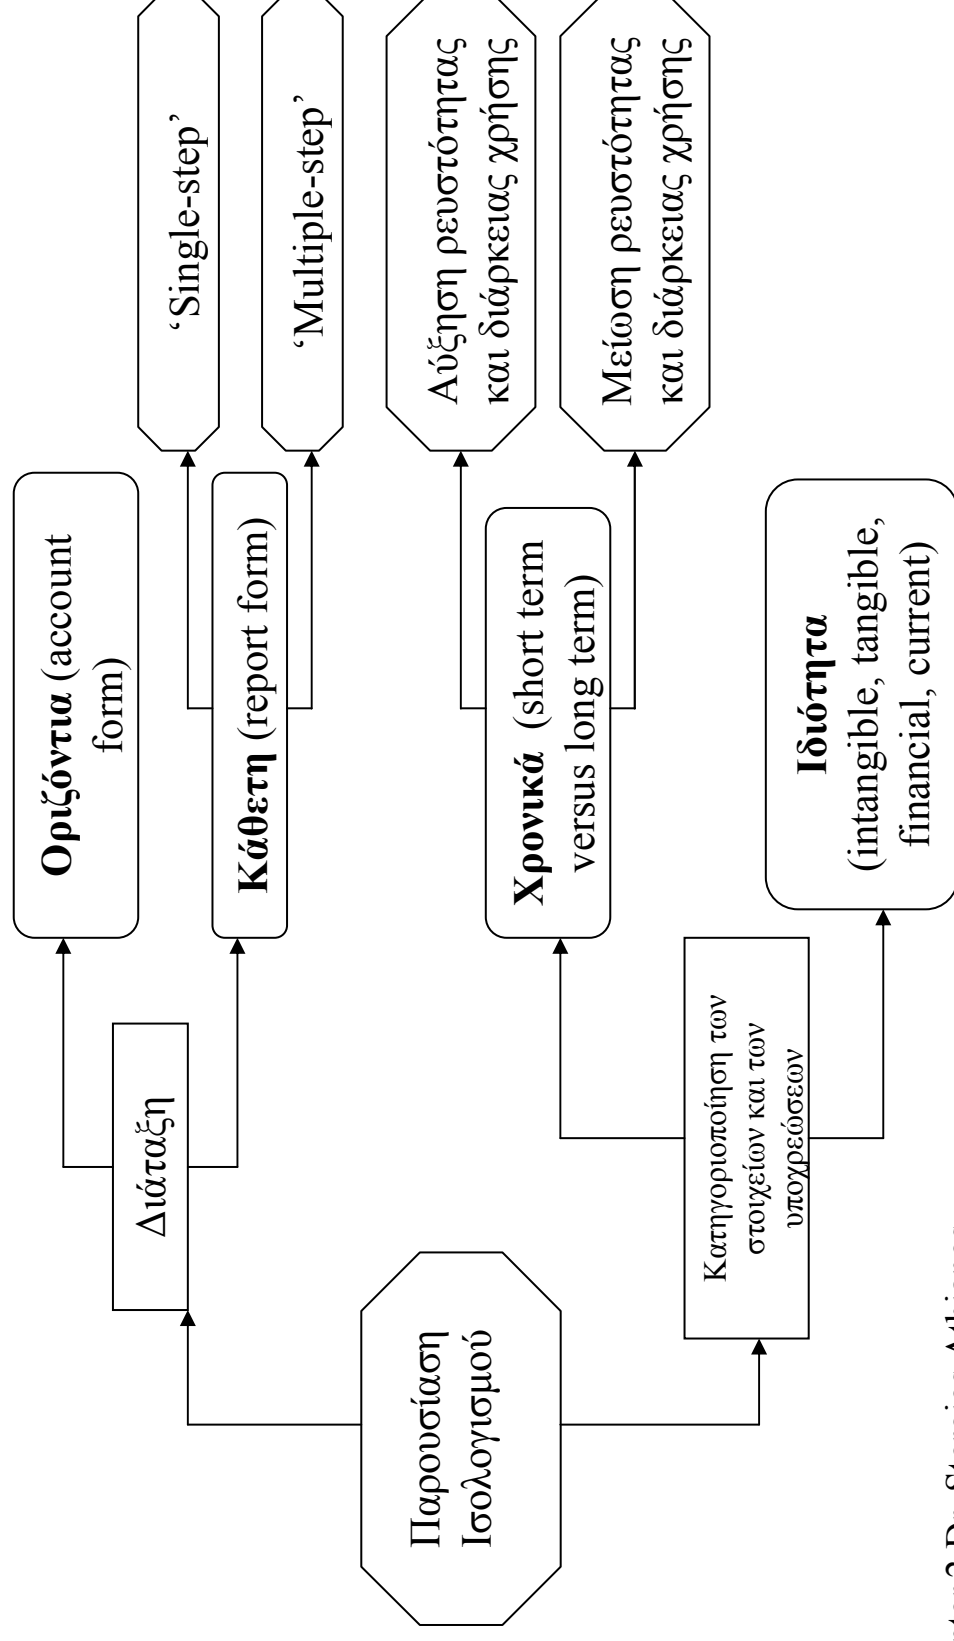 Παρουσίαση
Ισολογισμού
Διάταξη
Οριζόντια (account
form)
Κάθετη (report form)
‘Single-step’
‘Multiple-step’
Κατηγοριοποίηση των
στοιχείων και των
υποχρεώσεων
Χρονικά (short term
versus long term)
Αύξηση ρευστότητας
και διάρκειας χρήσης
Μείωση ρευστότητας
και διάρκειας χρήσης
Ιδιότητα
(intangible, tangible,
financial, current)